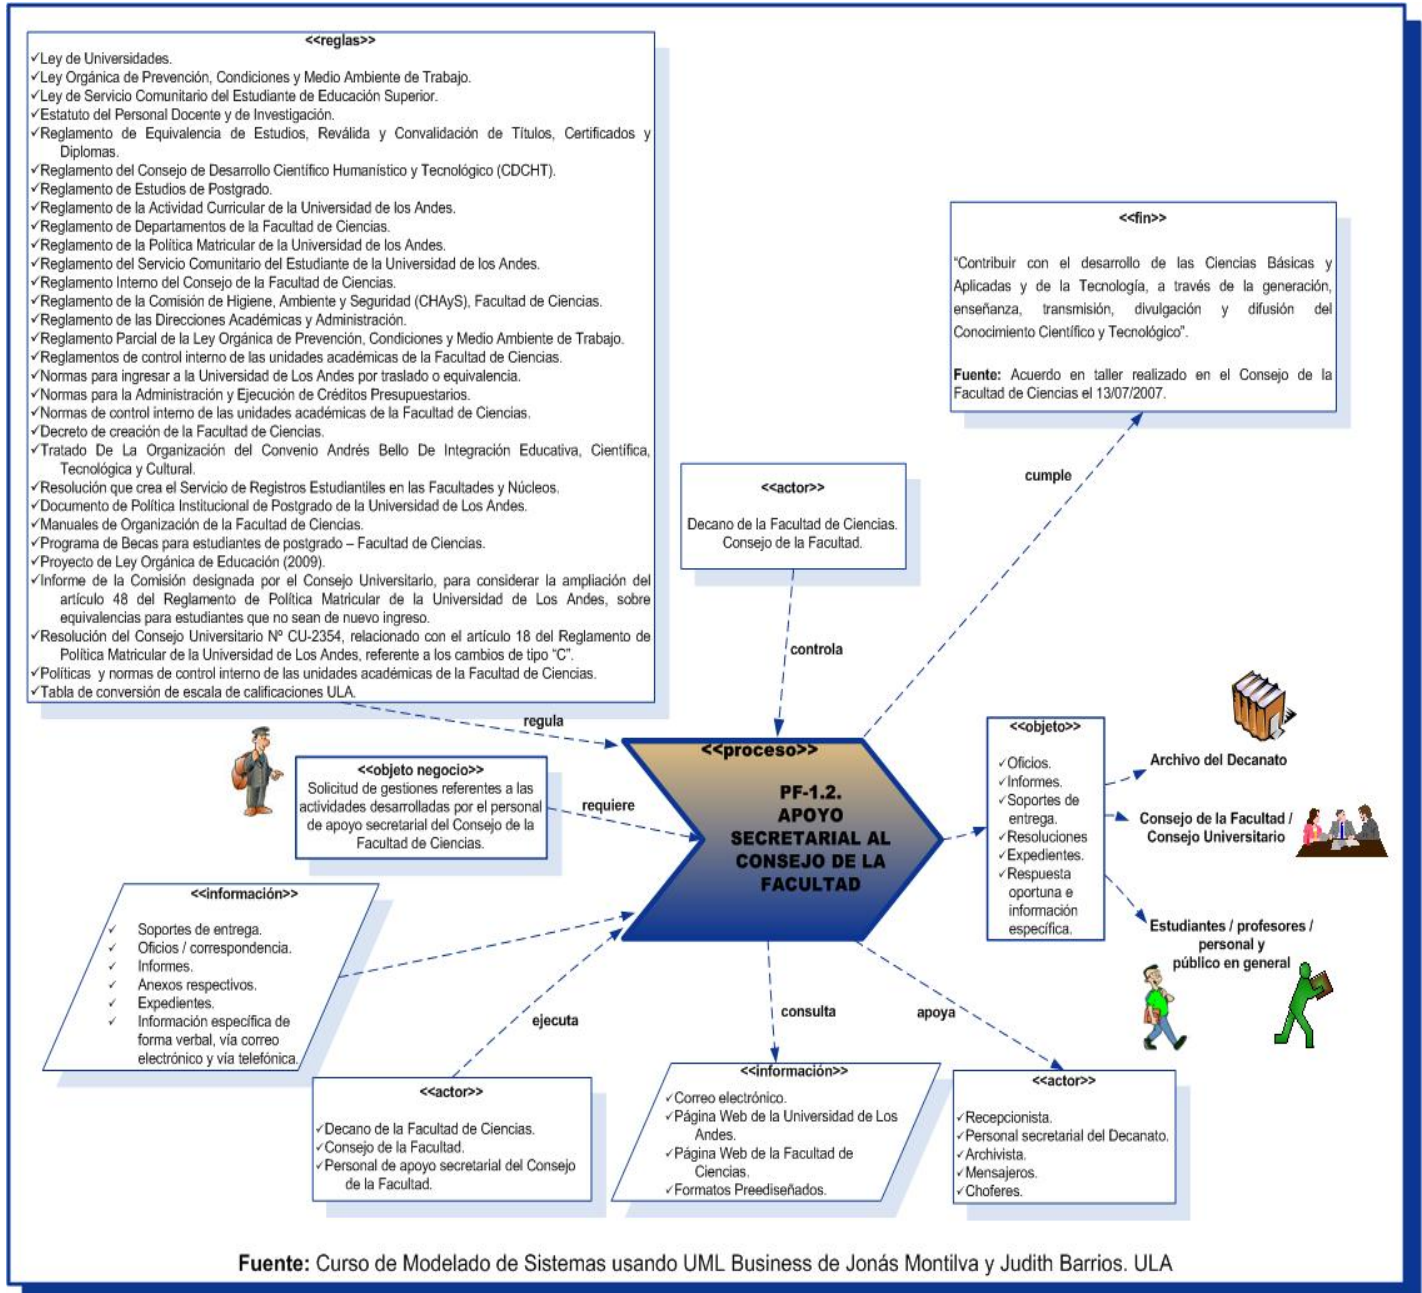 <<reglas>>
✓Ley de Universidades.
✓Ley Orgánica de Prevención, Condiciones y Medio Ambiente de Trabajo.
✓Ley de Servicio Comunitario del Estudiante de Educación Superior.
✓Estatuto del Personal Docente y de Investigación.
✓Reglamento de Equivalencia de Estudios, Reválida y Convalidación de Títulos, Certificados y
Diplomas.
✓Reglamento del Consejo de Desarrollo Científico Humanístico y Tecnológico (CDCHT).
✓Reglamento de Estudios de Postgrado.
✓Reglamento de la Actividad Curricular de la Universidad de los Andes.
✓Reglamento de Departamentos de la Facultad de Ciencias.
✓Reglamento de la Política Matricular de la Universidad de los Andes.
✓Reglamento del Servicio Comunitario del Estudiante de la Universidad de los Andes.
✓Reglamento Interno del Consejo de la Facultad de Ciencias.
✓Reglamento de la Comisión de Higiene, Ambiente y Seguridad (CHAyS), Facultad de Ciencias.
✓Reglamento de las Direcciones Académicas y Administración.
✓Reglamento Parcial de la Ley Orgánica de Prevención, Condiciones y Medio Ambiente de Trabajo.
✓Reglamentos de control interno de las unidades académicas de la Facultad de Ciencias.
✓Normas para ingresar a la Universidad de Los Andes por traslado o equivalencia.
✓Normas para la Administración y Ejecución de Créditos Presupuestarios.
✓Normas de control interno de las unidades académicas de la Facultad de Ciencias.
✓Decreto de creación de la Facultad de Ciencias.
✓Tratado De La Organización del Convenio Andrés Bello De Integración Educativa, Científica,
Tecnológica y Cultural.
✓Resolución que crea el Servicio de Registros Estudiantiles en las Facultades y Núcleos.
✓Documento de Política Institucional de Postgrado de la Universidad de Los Andes.
✓Manuales de Organización de la Facultad de Ciencias.
✓Programa de Becas para estudiantes de postgrado – Facultad de Ciencias.
✓Proyecto de Ley Orgánica de Educación (2009).
✓Informe de la Comisión designada por el Consejo Universitario, para considerar la ampliación del
artículo 48 del Reglamento de Política Matricular de la Universidad de Los Andes, sobre
equivalencias para estudiantes que no sean de nuevo ingreso.
✓Resolución del Consejo Universitario Nº CU-2354, relacionado con el artículo 18 del Reglamento de
Política Matricular de la Universidad de Los Andes, referente a los cambios de tipo “C”.
✓Políticas y normas de control interno de las unidades académicas de la Facultad de Ciencias.
✓Tabla de conversión de escala de calificaciones ULA.
<<fin>>
“Contribuir con el desarrollo de las Ciencias Básicas y
Aplicadas y de la Tecnología, a través de la generación,
enseñanza, transmisión, divulgación y difusión del
Conocimiento Científico y Tecnológico”.
Fuente: Acuerdo en taller realizado en el Consejo de la
Facultad de Ciencias el 13/07/2007.
cumple
<<actor>>
Decano de la Facultad de Ciencias.
Consejo de la Facultad.
controla
regula
<<objeto negocio>>
Solicitud de gestiones referentes a las
actividades desarrolladas por el personal
de apoyo secretarial del Consejo de la
Facultad de Ciencias.
requiere
<<proceso>>
PF-1.2.
APOYO
SECRETARIAL AL
CONSEJO DE LA
FACULTAD
<<objeto>>
✓Oficios.
✓Informes.
✓Soportes de
entrega.
✓Resoluciones
✓Expedientes.
✓Respuesta
oportuna e
información
específica.
Archivo del Decanato
Consejo de la Facultad /
Consejo Universitario
Estudiantes / profesores /
personal y
público en general
<<información>>
✓ Soportes de entrega.
✓ Oficios / correspondencia.
✓ Informes.
✓ Anexos respectivos.
✓ Expedientes.
✓ Información específica de
forma verbal, vía correo
electrónico y vía telefónica.
ejecuta
<<actor>>
✓Decano de la Facultad de Ciencias.
✓Consejo de la Facultad.
✓Personal de apoyo secretarial del Consejo
de la Facultad.
consulta
<<información>>
✓Correo electrónico.
✓Página Web de la Universidad de Los
Andes.
✓Página Web de la Facultad de
Ciencias.
✓Formatos Preediseñados.
apoya
<<actor>>
✓Recepcionista.
✓Personal secretarial del Decanato.
✓Archivista.
✓Mensajeros.
✓Choferes.
Fuente: Curso de Modelado de Sistemas usando UML Business de Jonás Montilva y Judith Barrios. ULA